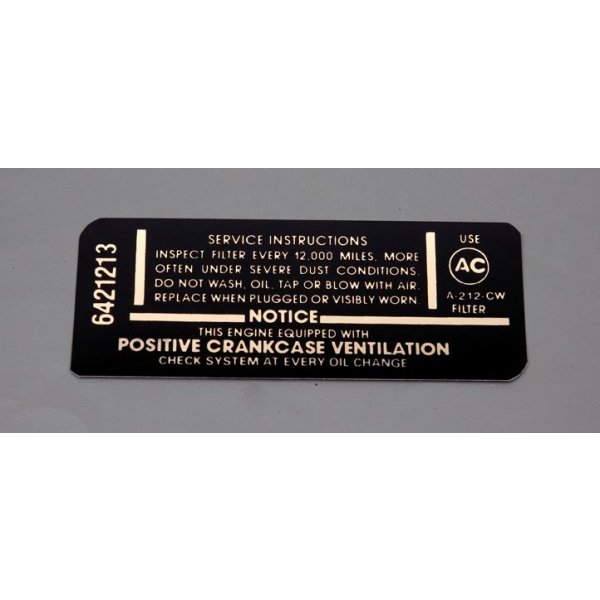 6421213
SERVICE INSTRUCTIONS
INSPECT FILTER EVERY 12,000 MILES, MORE
OFTEN UNDER SEVERE DUST CONDITIONS.
DO NOT WASH, OIL, TAP OR BLOW WITH AIR.
REPLACE WHEN PLUGGED OR VISIBLY WORN.
USE
AC
A-212-CW
FILTER
NOTICE
THIS ENGINE EQUIPPED WITH
POSITIVE CRANKCASE VENTILATION
CHECK SYSTEM AT EVERY OIL CHANGE